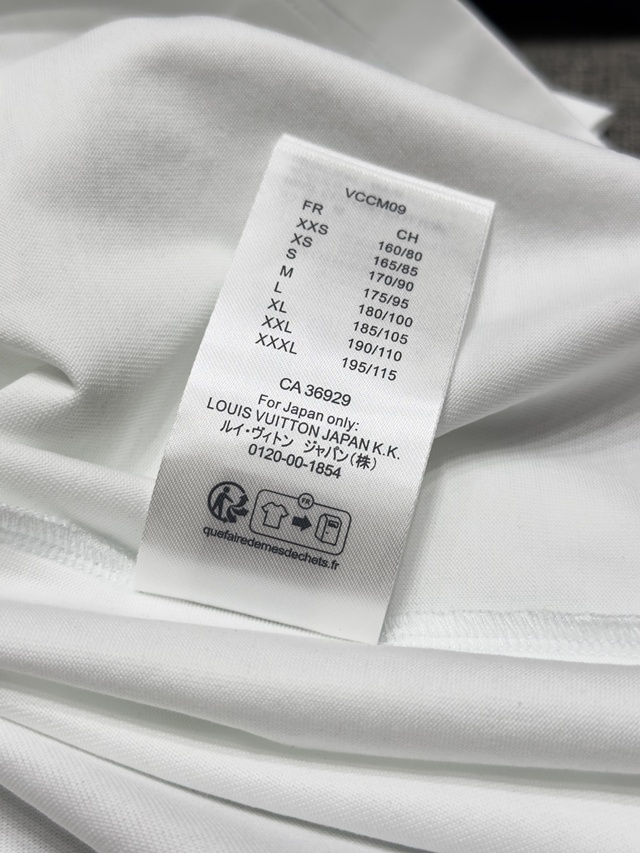 VCCM09
FR CH
XXS 160/80
XS 165/85
S 170/90
M 175/95
L 180/100
XL 185/105
XXL 190/110
XXXL 195/115
CA 36929
For Japan only:
LOUIS VUITTON JAPAN K.K.
ルイ・ヴィトン ジャパン(株)
0120-00-1854
FR
quefairedemesdechets.fr